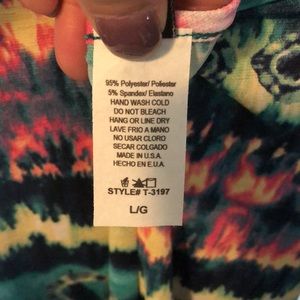 95% Polyester/ Poliester
5% Spandex/ Elastano
HAND WASH COLD
DO NOT BLEACH
HANG OR LINE DRY
LAVE FRIO A MANO
NO USAR CLORO
SECAR COLGADO
MADE IN U.S.A.
HECHO EN E.U.A.
STYLE# T-3197
L/G